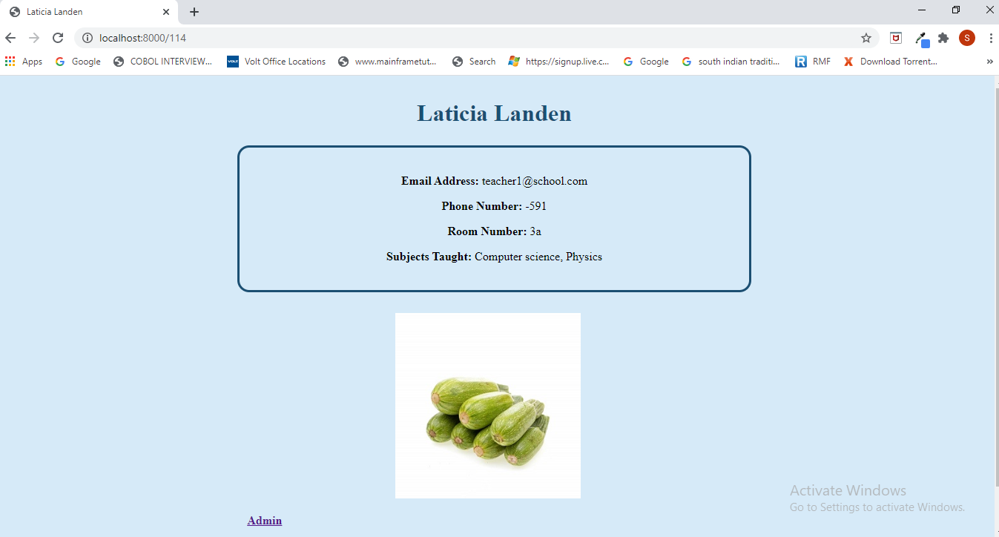 Laticia Landen
localhost:8000/114
S
Apps Google COBOL INTERVIEW... Volt Office Locations www.mainframetut... Search https://signup.live.c... Google south indian traditi... RMF Download Torrent... »
Laticia Landen
Email Address: teacher1@school.com
Phone Number: -591
Room Number: 3a
Subjects Taught: Computer science, Physics
Activate Windows
Go to Settings to activate Windows.
Admin